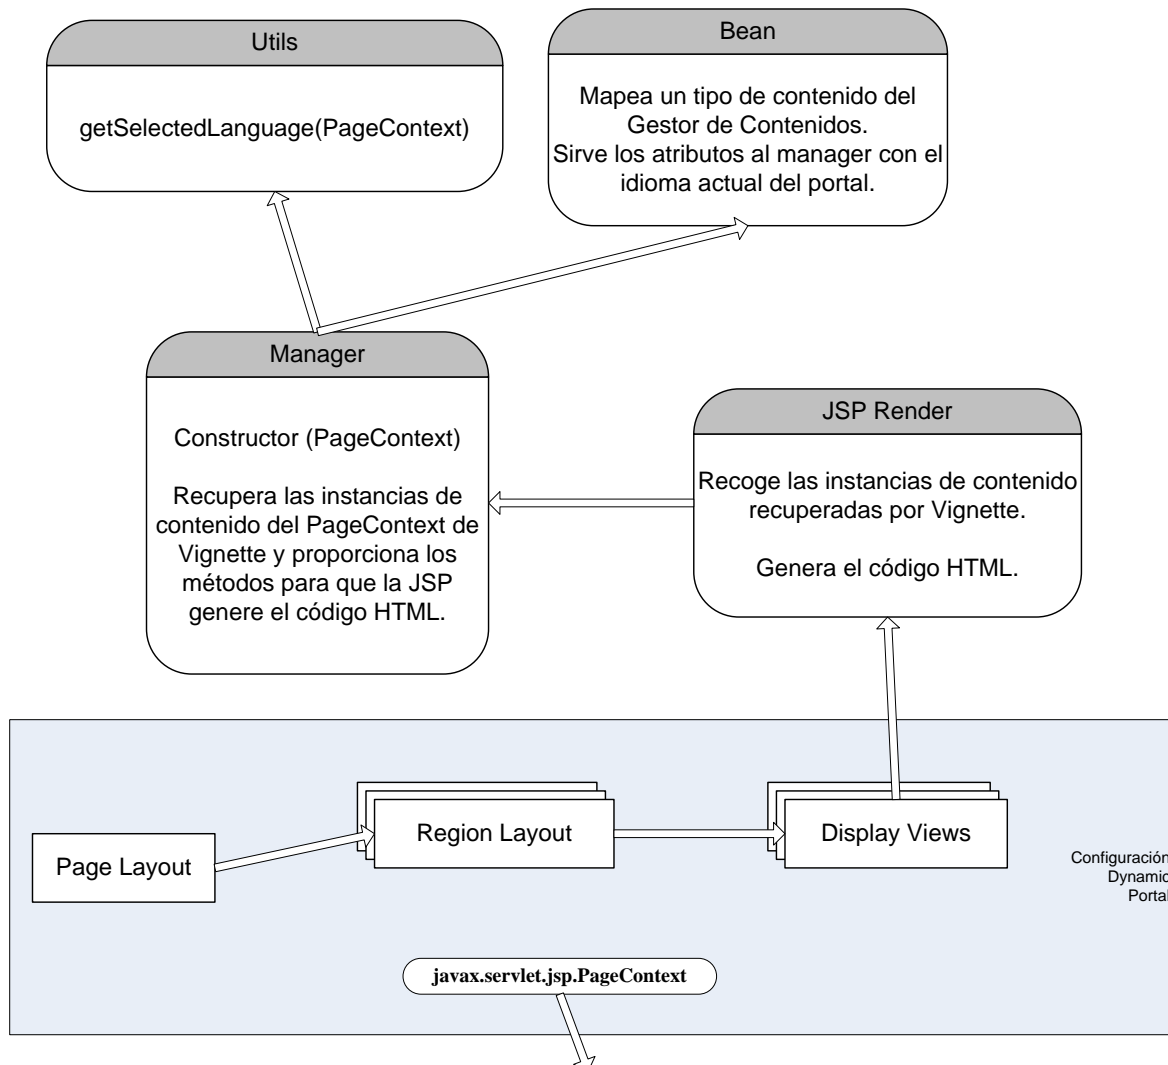 Utils
getSelectedLanguage(PageContext)
Bean
Mapea un tipo de contenido del
Gestor de Contenidos.
Sirve los atributos al manager con el
idioma actual del portal.
Manager
Constructor (PageContext)
Recupera las instancias de
contenido del PageContext de
Vignette y proporciona los
métodos para que la JSP
genere el código HTML.
JSP Render
Recoge las instancias de contenido
recuperadas por Vignette.
Genera el código HTML.
Page Layout
Region Layout
Display Views
Configuración
Dynamic
Portal
javax.servlet.jsp.PageContext